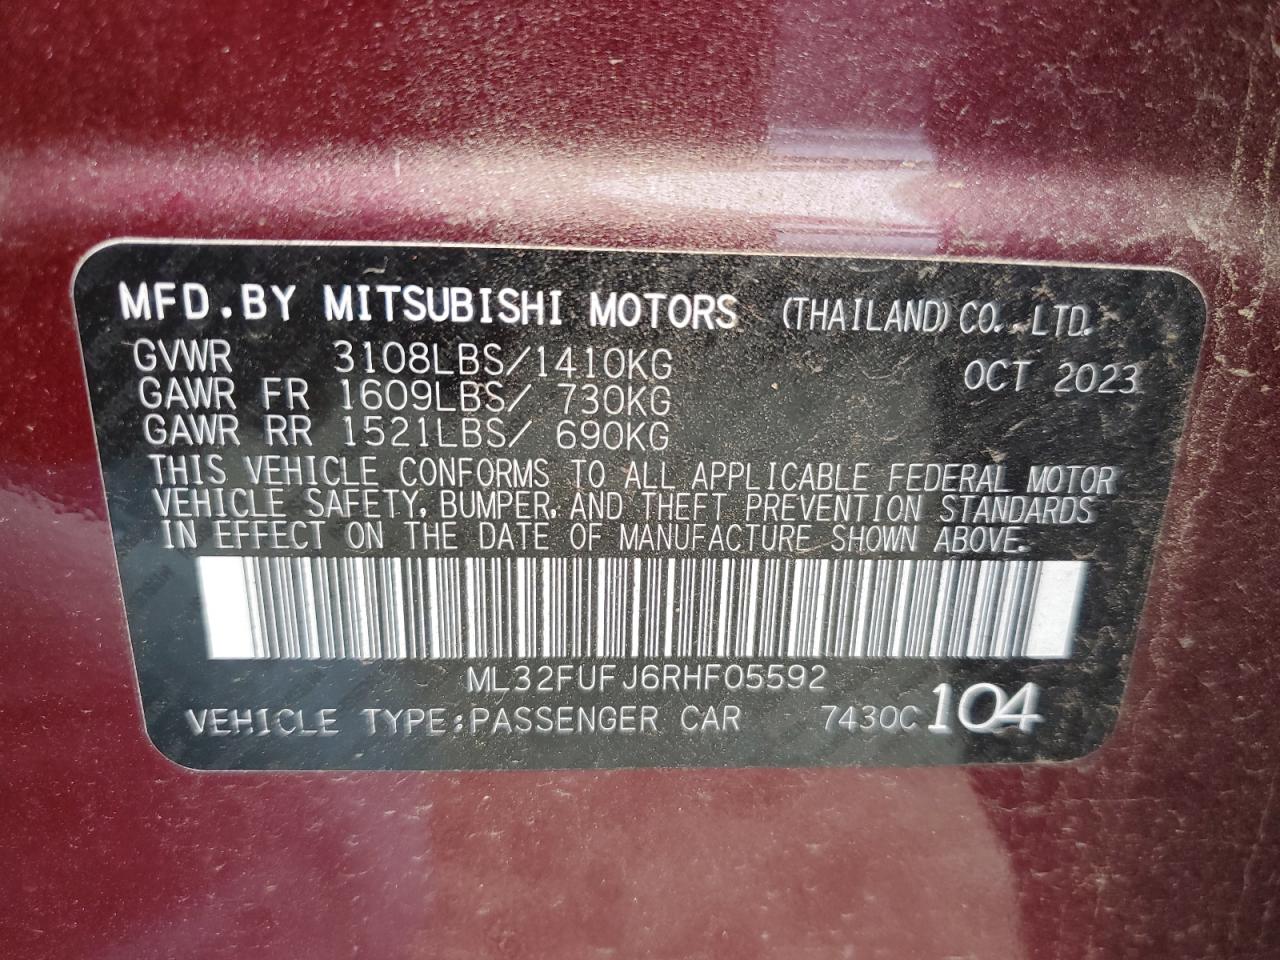 MFD.BY MITSUBISHI MOTORS (THAILAND) CO.,LTD.
GVWR 3108LBS/1410KG OCT 2023
GAWR FR 1609LBS/ 730KG
GAWR RR 1521LBS/ 690KG
THIS VEHICLE CONFORMS TO ALL APPLICABLE FEDERAL MOTOR
VEHICLE SAFETY, BUMPER, AND THEFT PREVENTION STANDARDS
IN EFFECT ON THE DATE OF MANUFACTURE SHOWN ABOVE.
ML32FUFJ6RHF05592
VEHICLE TYPE:PASSENGER CAR 7430C 104